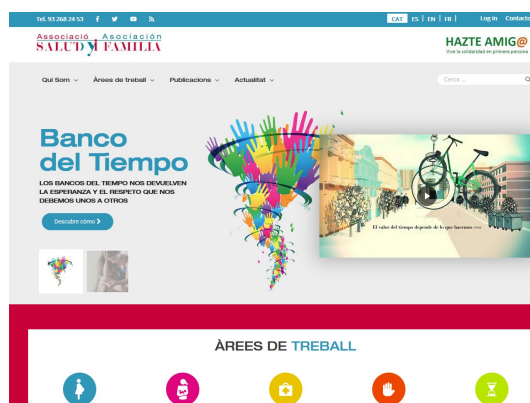 Tel. 93 268 24 53
CAT ES | EN | FR | Log in Contacto
Associació Asociación
SALUD Y FAMILIA
HAZTE AMIG@
Vive la solidaridad en primera persona
Qui Som Àrees de treball Publicacions Actualitat
Cerca ...
Banco
del Tiempo
LOS BANCOS DEL TIEMPO NOS DEVUELVEN
LA ESPERANZA Y EL RESPETO QUE NOS
DEBEMOS UNOS A OTROS
Descubre cómo
El valor del tiempo depende de lo que hacemos con
ÀREES DE TREBALL